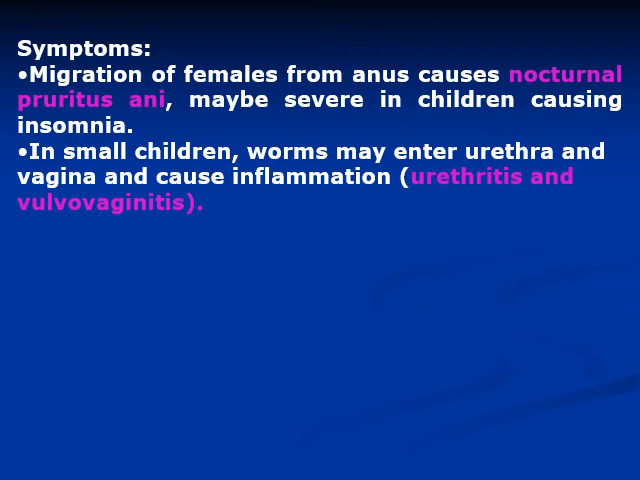 Symptoms:
•Migration of females from anus causes nocturnal
pruritus ani, maybe severe in children causing
insomnia.
•In small children, worms may enter urethra and
vagina and cause inflammation (urethritis and
vulvovaginitis).